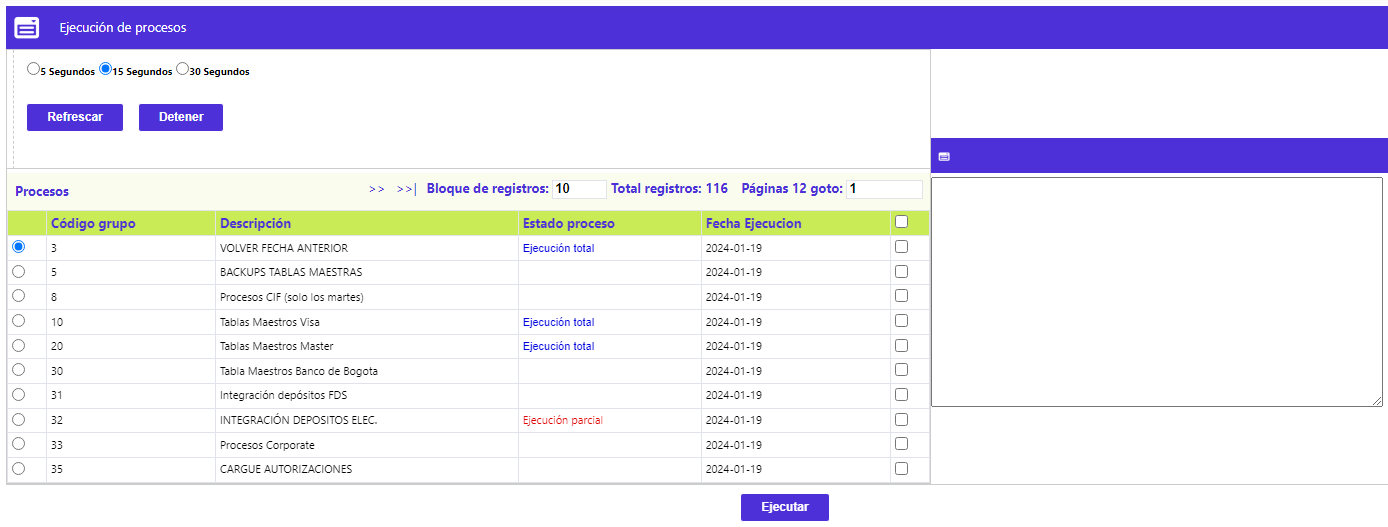 Ejecución de procesos
5 Segundos 15 Segundos 30 Segundos
Refrescar Detener
Procesos >> >>| Bloque de registros: 10 Total registros: 116 Páginas 12 goto: 1
Código grupo Descripción Estado proceso Fecha Ejecucion
3 VOLVER FECHA ANTERIOR Ejecución total 2024-01-19
5 BACKUPS TABLAS MAESTRAS 2024-01-19
8 Procesos CIF (solo los martes) 2024-01-19
10 Tablas Maestros Visa Ejecución total 2024-01-19
20 Tablas Maestros Master Ejecución total 2024-01-19
30 Tabla Maestros Banco de Bogota 2024-01-19
31 Integración depósitos FDS 2024-01-19
32 INTEGRACIÓN DEPOSITOS ELEC. Ejecución parcial 2024-01-19
33 Procesos Corporate 2024-01-19
35 CARGUE AUTORIZACIONES 2024-01-19
Ejecutar